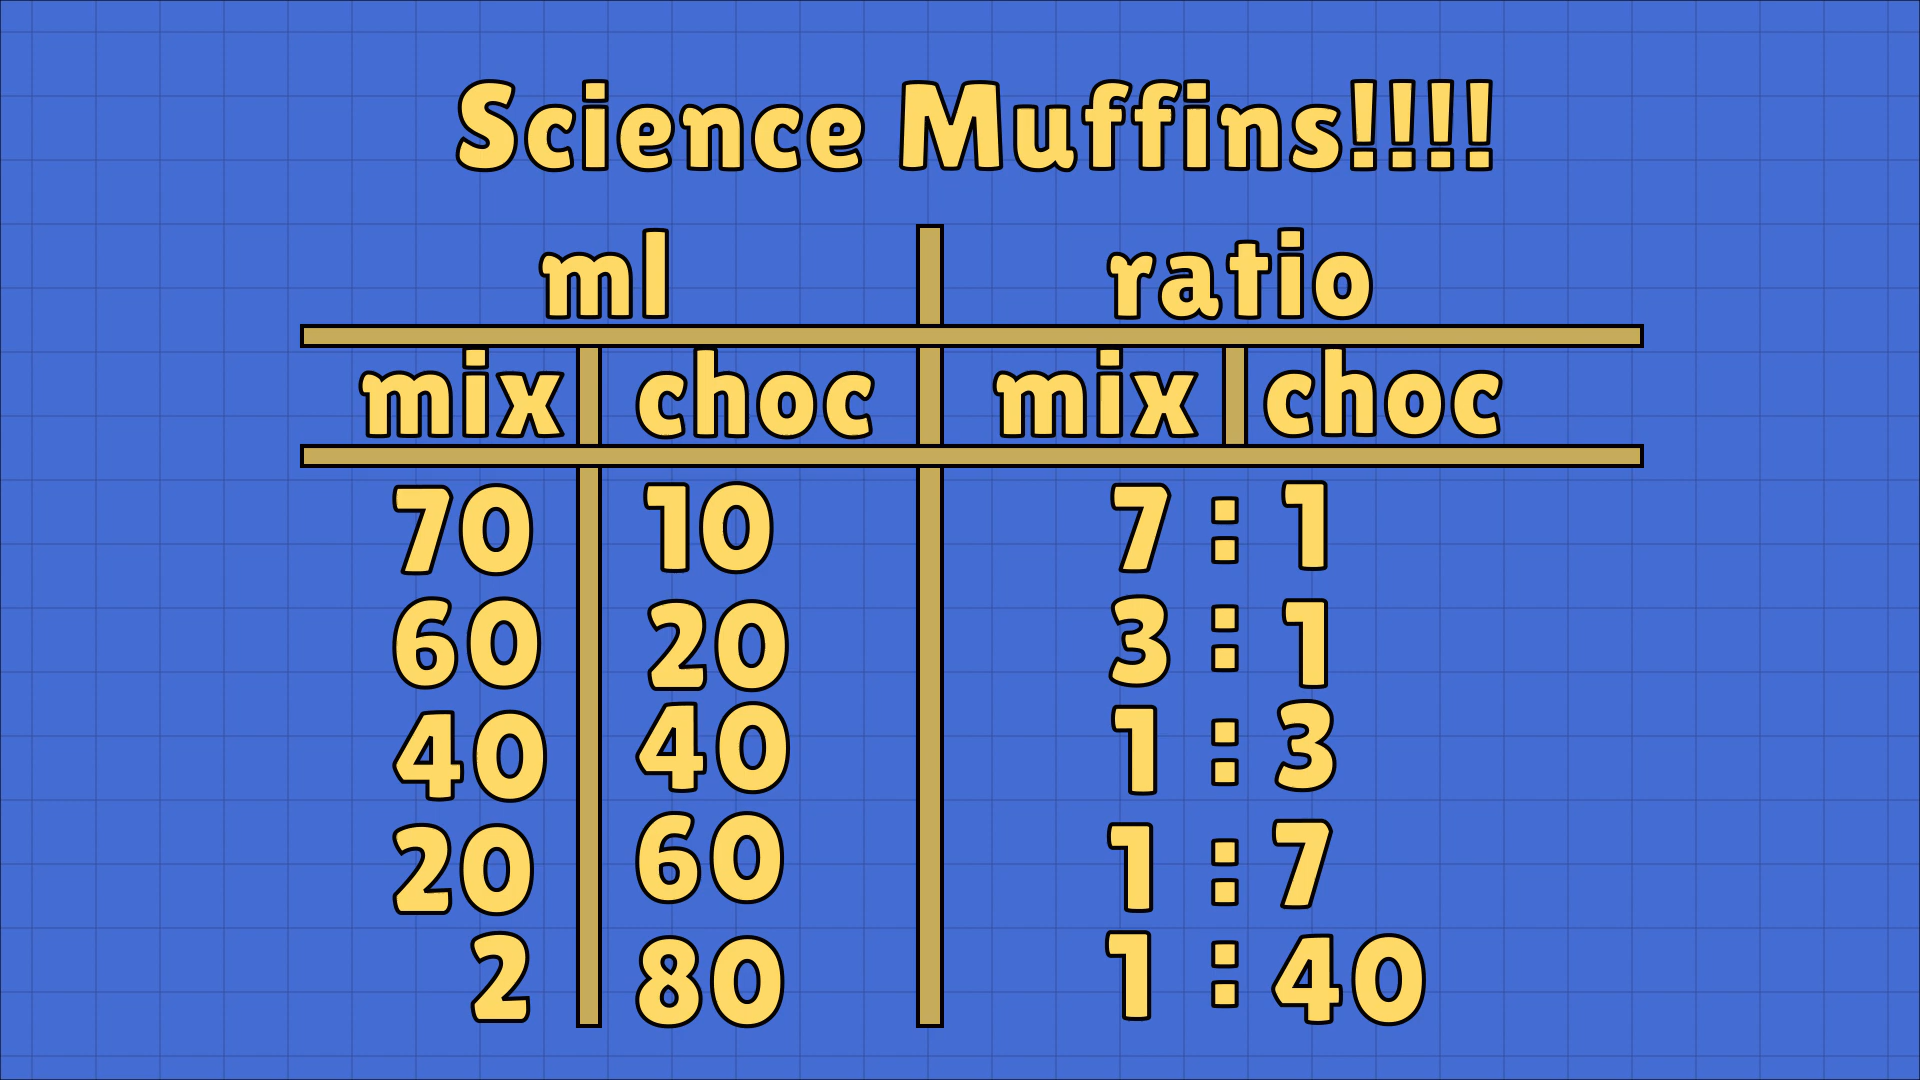 Science Muffins!!!!
ml ratio
mix choc mix choc
70 10 7 : 1
60 20 3 : 1
40 40 1 : 3
20 60 1 : 7
2 80 1 : 40